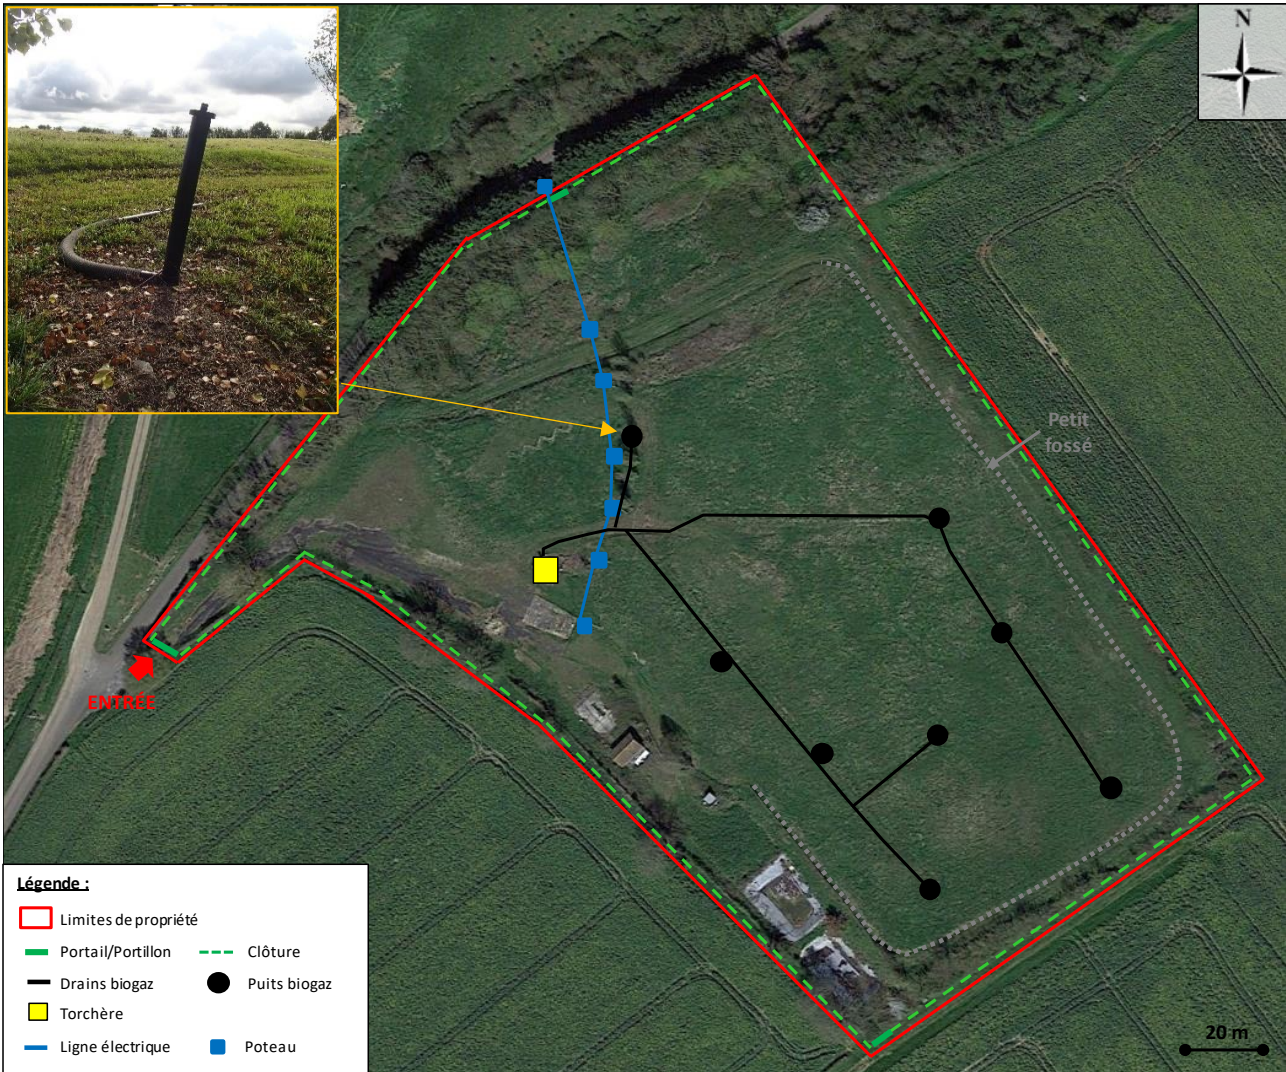 N
Petit
fossé
ENTRÉE
Légende :
Limites de propriété
Portail/Portillon
Clôture
Drains biogaz
Puits biogaz
Torchère
Ligne électrique
Poteau
20 m